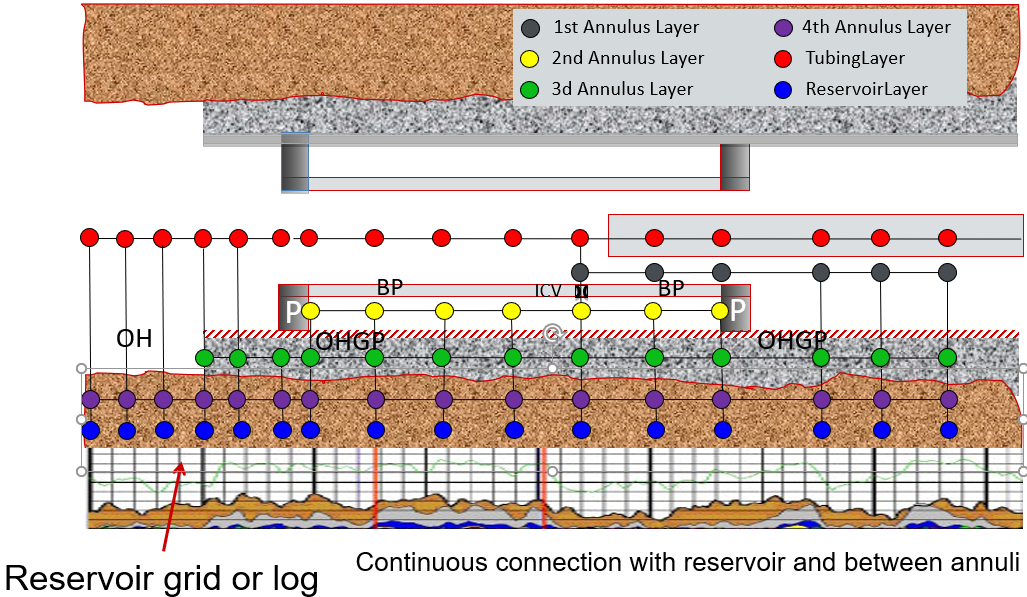 1st Annulus Layer
4th Annulus Layer
2nd Annulus Layer
TubingLayer
3d Annulus Layer
ReservoirLayer
BP
ICV
BP
P
P
OH
OHGP
OHGP
Continuous connection with reservoir and between annuli
Reservoir grid or log